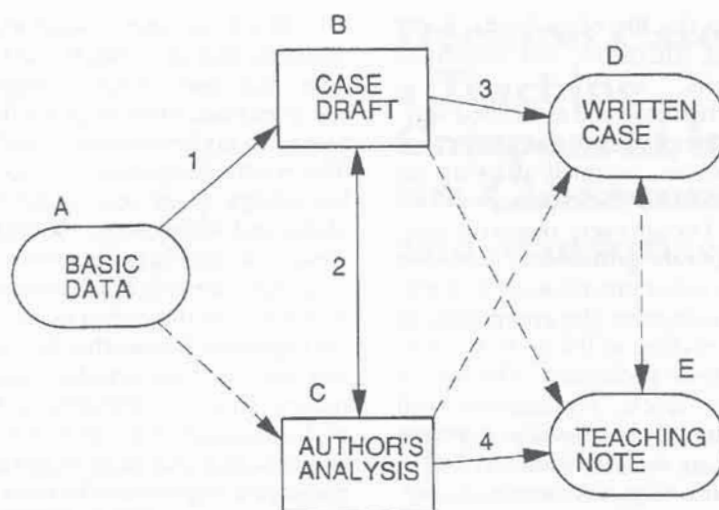 B
CASE
DRAFT
3
D
WRITTEN
CASE
1
A
BASIC
DATA
2
C
AUTHOR'S
ANALYSIS
4
E
TEACHING
NOTE